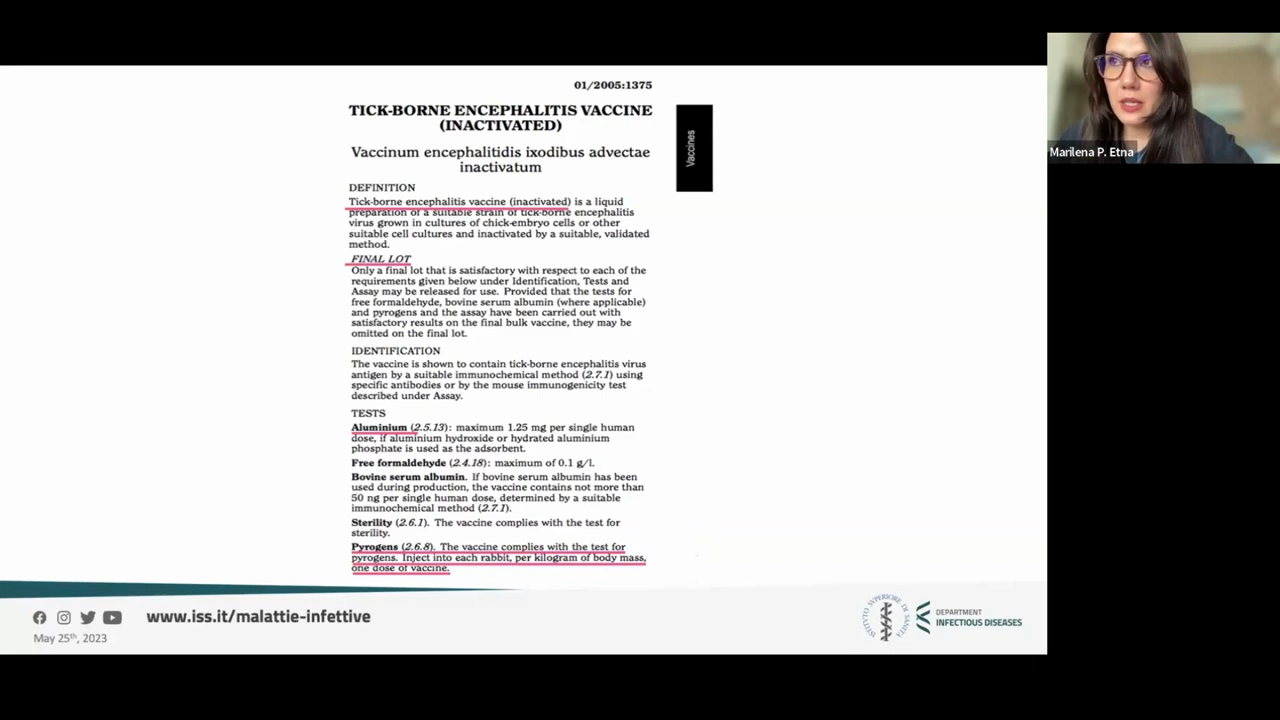 01/2005:1375
TICK-BORNE ENCEPHALITIS VACCINE
(INACTIVATED)
Vaccinum encephalitidis ixodibus advectae
inactivatum
Vaccines
DEFINITION
Tick-borne encephalitis vaccine (inactivated) is a liquid
preparation of a suitable strain of tick-borne encephalitis
virus grown in cultures of chick-embryo cells or other
suitable cell cultures and inactivated by a suitable, validated
method.
FINAL LOT
Only a final lot that is satisfactory with respect to each of the
requirements given below under Identification, Tests and
Assay may be released for use. Provided that the tests for
free formaldehyde, bovine serum albumin (where applicable)
and pyrogens and the assay have been carried out with
satisfactory results on the final bulk vaccine, they may be
omitted on the final lot.
IDENTIFICATION
The vaccine is shown to contain tick-borne encephalitis virus
antigen by a suitable immunochemical method (2.7.1) using
specific antibodies or by the mouse immunogenicity test
described under Assay.
TESTS
Aluminium (2.5.13): maximum 1.25 mg per single human
dose, if aluminium hydroxide or hydrated aluminium
phosphate is used as the adsorbent.
Free formaldehyde (2.4.18): maximum of 0.1 g/l.
Bovine serum albumin. If bovine serum albumin has been
used during production, the vaccine contains not more than
50 ng per single human dose, determined by a suitable
immunochemical method (2.7.1).
Sterility (2.6.1). The vaccine complies with the test for
sterility.
Pyrogens (2.6.8). The vaccine complies with the test for
pyrogens. Inject into each rabbit, per kilogram of body mass,
one dose of vaccine.
Marilena P. Etna
www.iss.it/malattie-infettive
May 25th, 2023
ISTITUTO SUPERIORE DI SANITÀ
DEPARTMENT
INFECTIOUS DISEASES